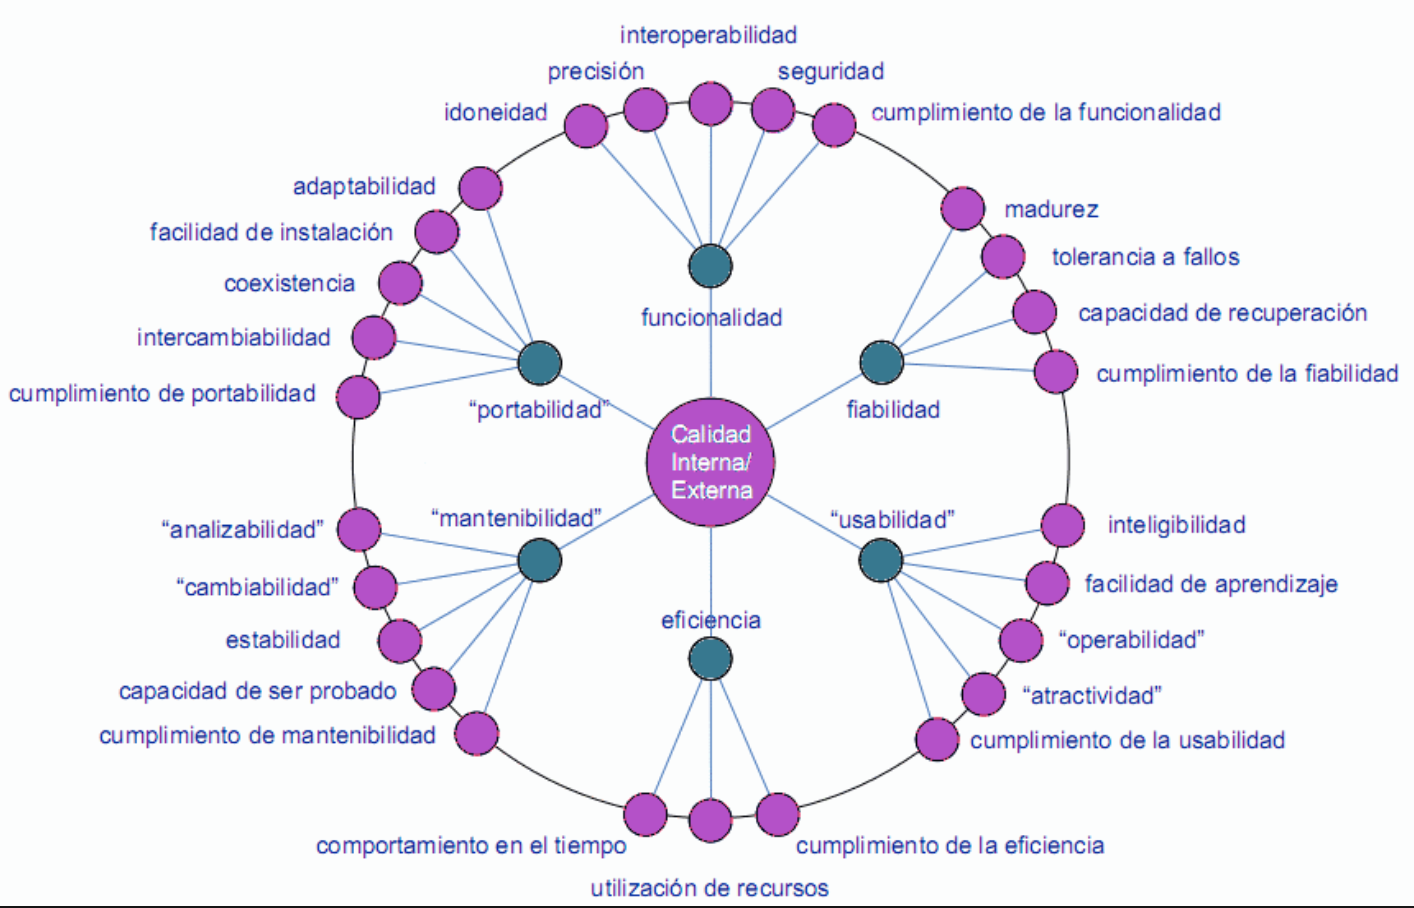 interoperabilidad
precisión
seguridad
idoneidad
cumplimiento de la funcionalidad
adaptabilidad
madurez
facilidad de instalación
tolerancia a fallos
coexistencia
capacidad de recuperación
funcionalidad
intercambiabilidad
cumplimiento de la fiabilidad
cumplimiento de portabilidad
“portabilidad”
fiabilidad
Calidad
Interna/
Externa
“mantenibilidad”
“usabilidad”
“analizabilidad”
inteligibilidad
“cambiabilidad”
facilidad de aprendizaje
eficiencia
estabilidad
“operabilidad”
capacidad de ser probado
“atractividad”
cumplimiento de mantenibilidad
cumplimiento de la usabilidad
comportamiento en el tiempo
cumplimiento de la eficiencia
utilización de recursos